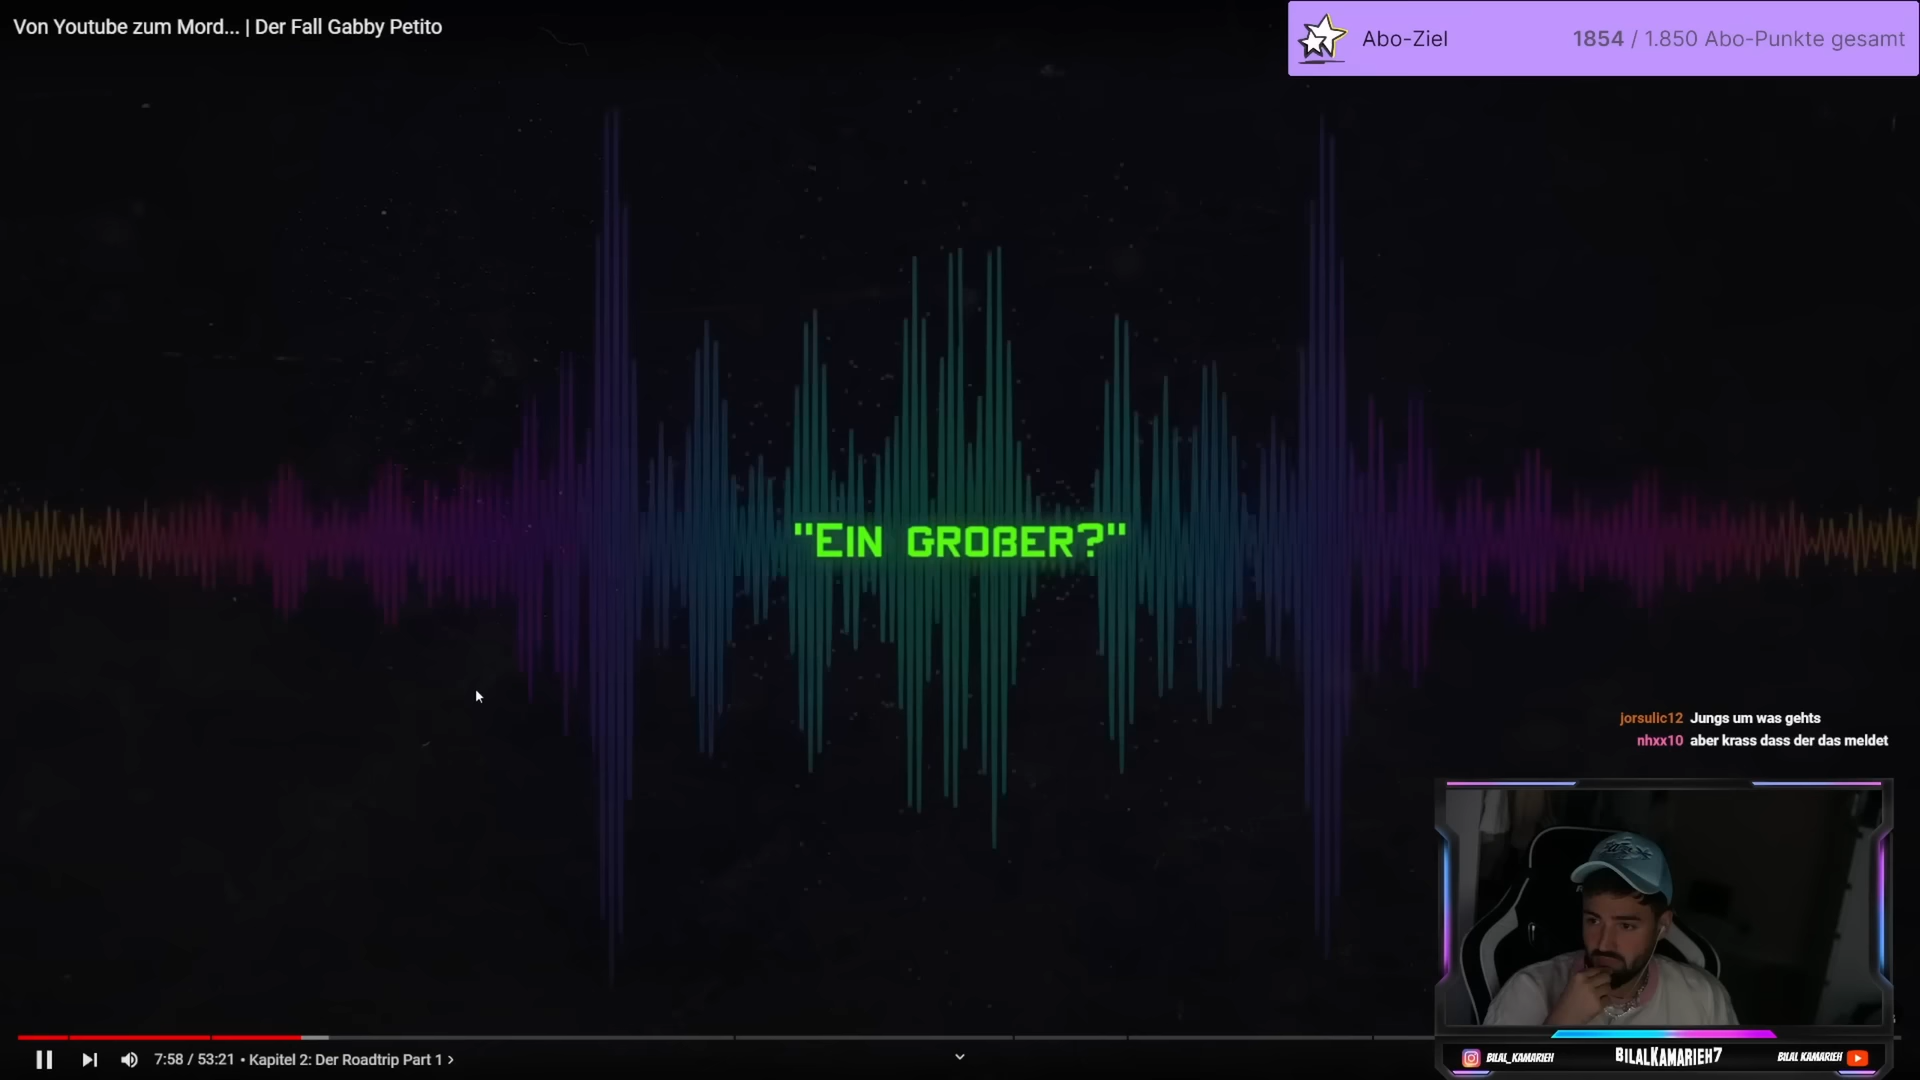 Von Youtube zum Mord... | Der Fall Gabby Petito
Abo-Ziel
1854 / 1.850 Abo-Punkte gesamt
"EIN GROßER?"
jorsulic12 Jungs um was gehts
nhxx10 aber krass dass der das meldet
7:58 / 53:21 • Kapitel 2: Der Roadtrip Part 1 >
BILAL_KAMARIEH
BILALKAMARIEH7
BILAL KAMARIEH